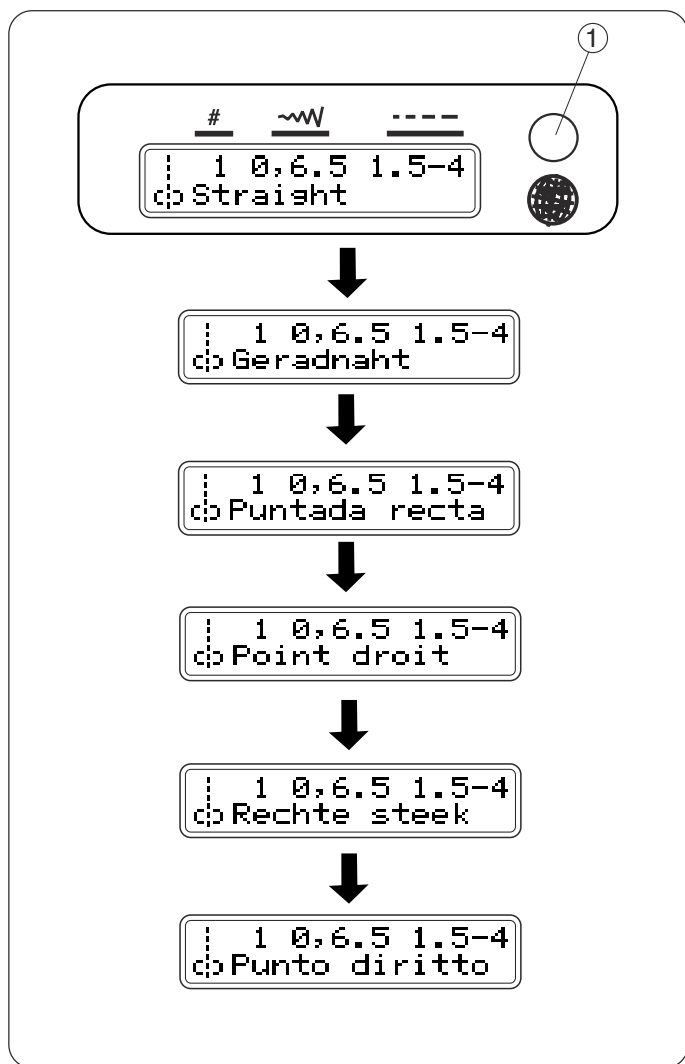 1
#
1 0,6.5 1.5–4
Straight
1 0,6.5 1.5–4
Geradnaht
1 0,6.5 1.5–4
Puntada recta
1 0,6.5 1.5–4
Point droit
1 0,6.5 1.5–4
Rechte steek
1 0,6.5 1.5–4
Punto diritto